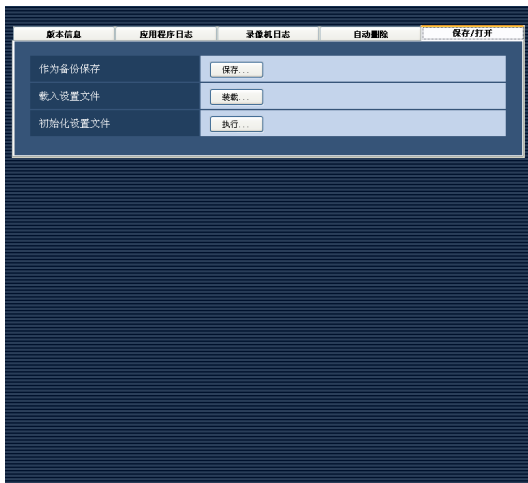 版本信息 应用程序日志 录像机日志 自动删除 保存/打开
作为备份保存 保存...
载入设置文件 装载...
初始化设置文件 执行...